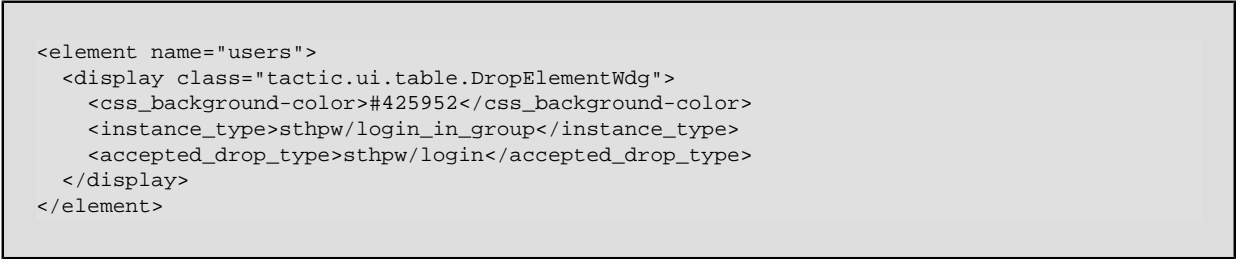 <element name="users">
  <display class="tactic.ui.table.DropElementWdg">
    <css_background-color>#425952</css_background-color>
    <instance_type>sthpw/login_in_group</instance_type>
    <accepted_drop_type>sthpw/login</accepted_drop_type>
  </display>
</element>